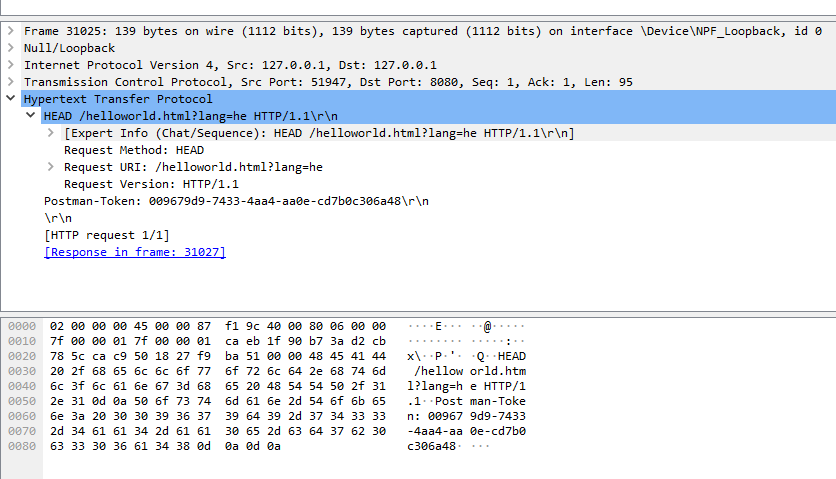 Frame 31025: 139 bytes on wire (1112 bits), 139 bytes captured (1112 bits) on interface \Device\NPF_Loopback, id 0
Null/Loopback
Internet Protocol Version 4, Src: 127.0.0.1, Dst: 127.0.0.1
Transmission Control Protocol, Src Port: 51947, Dst Port: 8080, Seq: 1, Ack: 1, Len: 95
Hypertext Transfer Protocol
HEAD /helloworld.html?lang=he HTTP/1.1\r\n
[Expert Info (Chat/Sequence): HEAD /helloworld.html?lang=he HTTP/1.1\r\n]
Request Method: HEAD
Request URI: /helloworld.html?lang=he
Request Version: HTTP/1.1
Postman-Token: 009679d9-7433-4aa4-aa0e-cd7b0c306a48\r\n
\r\n
[HTTP request 1/1]
[Response in frame: 31027]
0000 02 00 00 00 45 00 00 87 f1 9c 40 00 80 06 00 00 ····E··· ··@·····
0010 7f 00 00 01 7f 00 00 01 ca eb 1f 90 b7 3a d2 cb ········ ·····:··
0020 78 5c ca c9 50 18 27 f9 ba 51 00 00 48 45 41 44 x\··P·'· ·Q··HEAD
0030 20 2f 68 65 6c 6c 6f 77 6f 72 6c 64 2e 68 74 6d /hellow orld.htm
0040 6c 3f 6c 61 6e 67 3d 68 65 20 48 54 54 50 2f 31 l?lang=h e HTTP/1
0050 2e 31 0d 0a 50 6f 73 74 6d 61 6e 2d 54 6f 6b 65 .1··Post man-Toke
0060 6e 3a 20 30 30 39 36 37 39 64 39 2d 37 34 33 33 n: 00967 9d9-7433
0070 2d 34 61 61 34 2d 61 61 30 65 2d 63 64 37 62 30 -4aa4-aa 0e-cd7b0
0080 63 33 30 36 61 34 38 0d 0a 0d 0a c306a48· ···